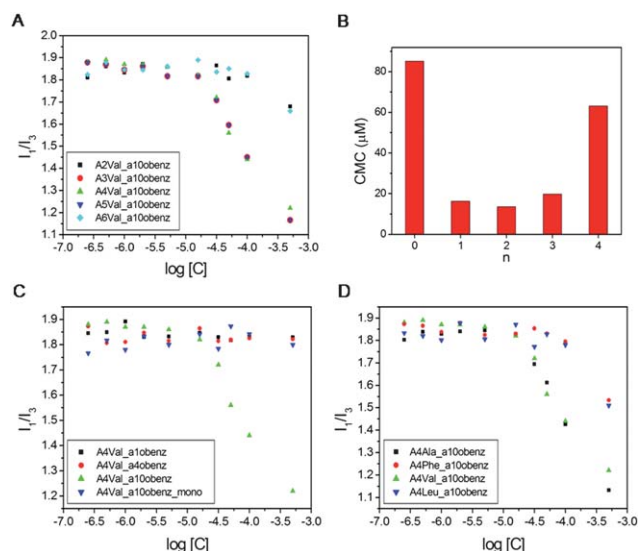 A
2.0
1.9
1.8
1.7
1.6
1.5
1.4
1.3
1.2
1.1
I₁/I₃
A2Val_a10obenz
A3Val_a10obenz
A4Val_a10obenz
A5Val_a10obenz
A6Val_a10obenz
-7.0 -6.5 -6.0 -5.5 -5.0 -4.5 -4.0 -3.5 -3.0
log [C]
B
80
60
40
20
0
CMC (μM)
0 1 2 3 4
n
C
1.9
1.8
1.7
1.6
1.5
1.4
1.3
1.2
I₁/I₃
A4Val_a1obenz
A4Val_a4obenz
A4Val_a10obenz
A4Val_a10obenz_mono
-7.0 -6.5 -6.0 -5.5 -5.0 -4.5 -4.0 -3.5 -3.0
log [C]
D
1.9
1.8
1.7
1.6
1.5
1.4
1.3
1.2
1.1
I₁/I₃
A4Ala_a10obenz
A4Phe_a10obenz
A4Val_a10obenz
A4Leu_a10obenz
-7.0 -6.5 -6.0 -5.5 -5.0 -4.5 -4.0 -3.5 -3.0
log [C]